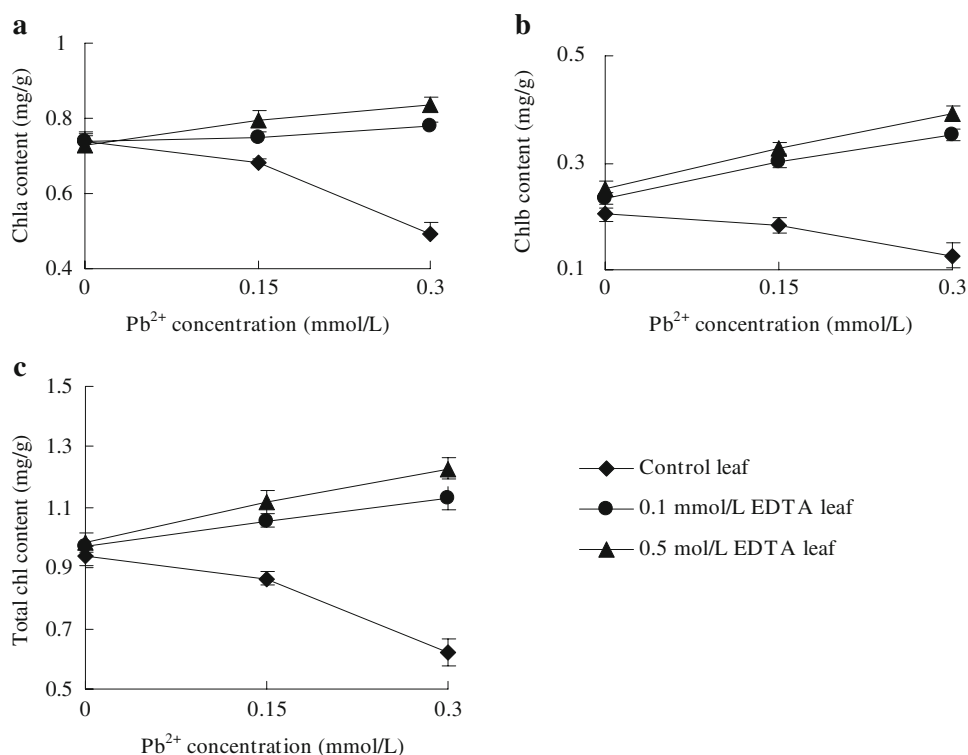 a
1
0.8
0.6
0.4
Chla content (mg/g)
0
0.15
0.3
Pb²⁺ concentration (mmol/L)
b
0.5
0.3
0.1
Chlb content (mg/g)
0
0.15
0.3
Pb²⁺ concentration (mmol/L)
c
1.5
1.3
1.1
0.9
0.7
0.5
Total chl content (mg/g)
0
0.15
0.3
Pb²⁺ concentration (mmol/L)
Control leaf
0.1 mmol/L EDTA leaf
0.5 mol/L EDTA leaf